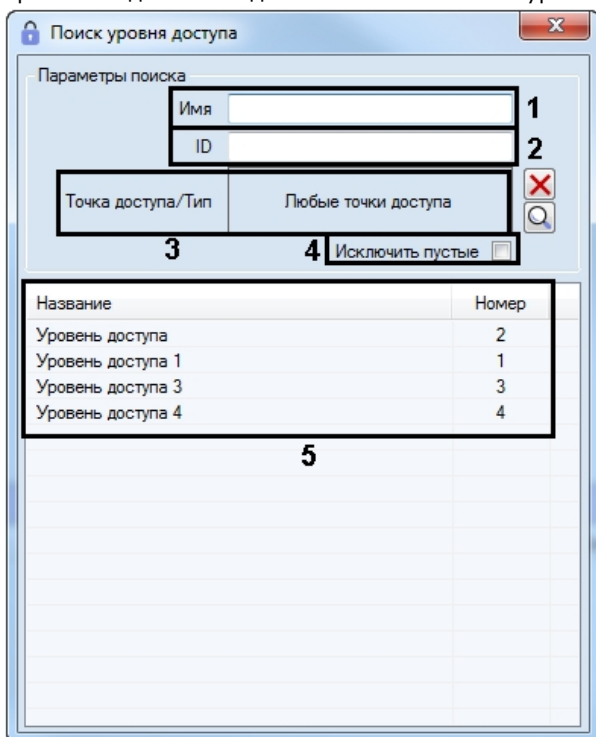 Поиск уровня доступа
Параметры поиска
Имя
1
ID
2
Точка доступа/Тип
Любые точки доступа
3
4
Исключить пустые
Название Номер
Уровень доступа 2
Уровень доступа 1 1
Уровень доступа 3 3
Уровень доступа 4 4
5